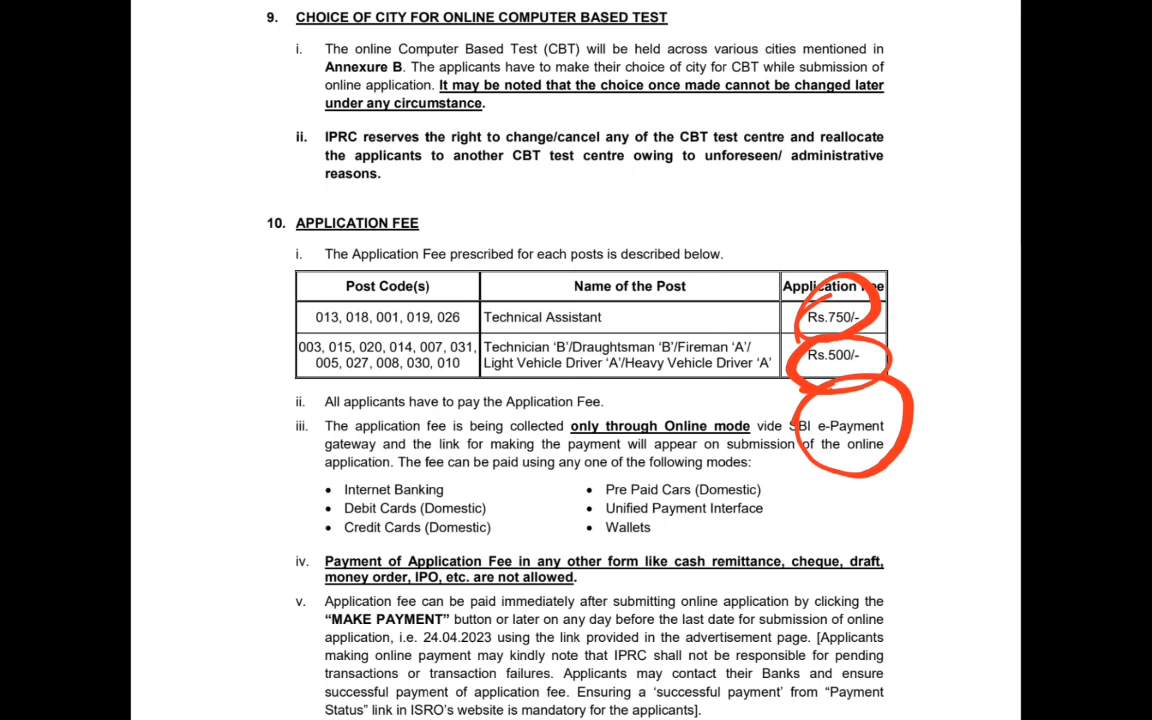 9. CHOICE OF CITY FOR ONLINE COMPUTER BASED TEST
i. The online Computer Based Test (CBT) will be held across various cities mentioned in
Annexure B. The applicants have to make their choice of city for CBT while submission of
online application. It may be noted that the choice once made cannot be changed later
under any circumstance.
ii. IPRC reserves the right to change/cancel any of the CBT test centre and reallocate
the applicants to another CBT test centre owing to unforeseen/ administrative
reasons.
10. APPLICATION FEE
i. The Application Fee prescribed for each posts is described below.
Post Code(s) Name of the Post Application Fee
013, 018, 001, 019, 026 Technical Assistant Rs.750/-
003, 015, 020, 014, 007, 031, Technician ‘B’/Draughtsman ‘B’/Fireman ‘A’/ Rs.500/-
005, 027, 008, 030, 010 Light Vehicle Driver ‘A’/Heavy Vehicle Driver ‘A’
ii. All applicants have to pay the Application Fee.
iii. The application fee is being collected only through Online mode vide SBI e-Payment
gateway and the link for making the payment will appear on submission of the online
application. The fee can be paid using any one of the following modes:
• Internet Banking • Pre Paid Cars (Domestic)
• Debit Cards (Domestic) • Unified Payment Interface
• Credit Cards (Domestic) • Wallets
iv. Payment of Application Fee in any other form like cash remittance, cheque, draft,
money order, IPO, etc. are not allowed.
v. Application fee can be paid immediately after submitting online application by clicking the
“MAKE PAYMENT” button or later on any day before the last date for submission of online
application, i.e. 24.04.2023 using the link provided in the advertisement page. [Applicants
making online payment may kindly note that IPRC shall not be responsible for pending
transactions or transaction failures. Applicants may contact their Banks and ensure
successful payment of application fee. Ensuring a ‘successful payment’ from “Payment
Status” link in ISRO’s website is mandatory for the applicants].